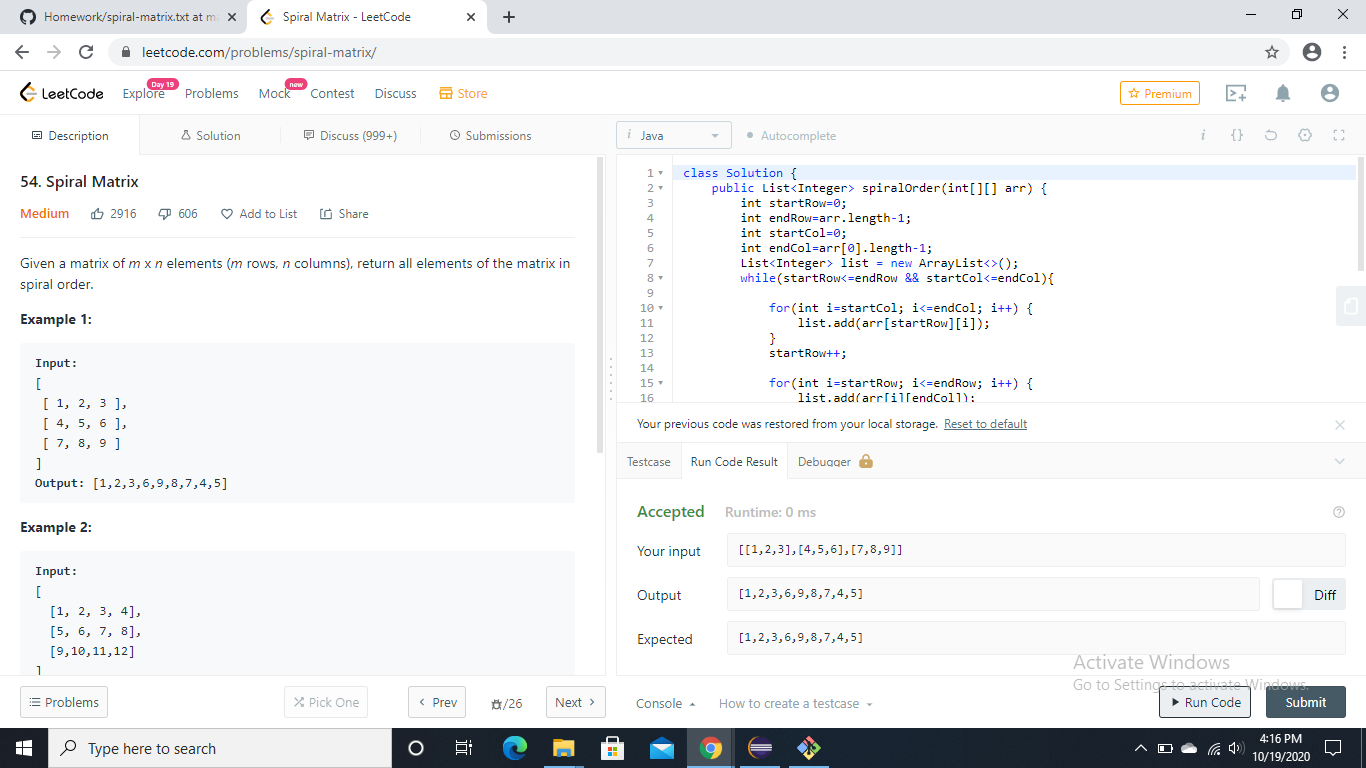 Homework/spiral-matrix.txt at m
Spiral Matrix - LeetCode
leetcode.com/problems/spiral-matrix/
LeetCode
Explore
Day 19
Problems
Mock
new
Contest
Discuss
Store
Premium
Description
Solution
Discuss (999+)
Submissions
i Java
Autocomplete
54. Spiral Matrix
Medium 2916 606 Add to List Share
Given a matrix of m x n elements (m rows, n columns), return all elements of the matrix in
spiral order.
Example 1:
Input:
[
[ 1, 2, 3 ],
[ 4, 5, 6 ],
[ 7, 8, 9 ]
]
Output: [1,2,3,6,9,8,7,4,5]
Example 2:
Input:
[
[1, 2, 3, 4],
[5, 6, 7, 8],
[9,10,11,12]
]
Problems
Pick One
Prev
/26
Next
1 class Solution {
2 public List<Integer> spiralOrder(int[][] arr) {
3 int startRow=0;
4 int endRow=arr.length-1;
5 int startCol=0;
6 int endCol=arr[0].length-1;
7 List<Integer> list = new ArrayList<>();
8 while(startRow<=endRow && startCol<=endCol){
9
10 for(int i=startCol; i<=endCol; i++) {
11 list.add(arr[startRow][i]);
12 }
13 startRow++;
14
15 for(int i=startRow; i<=endRow; i++) {
16 list.add(arr[i][endCol]);
Your previous code was restored from your local storage. Reset to default
Testcase
Run Code Result
Debugger
Accepted Runtime: 0 ms
Your input [[1,2,3],[4,5,6],[7,8,9]]
Output [1,2,3,6,9,8,7,4,5]
Diff
Expected [1,2,3,6,9,8,7,4,5]
Activate Windows
Go to Settings to activate Windows.
Console
How to create a testcase
Run Code
Submit
Type here to search
4:16 PM
10/19/2020